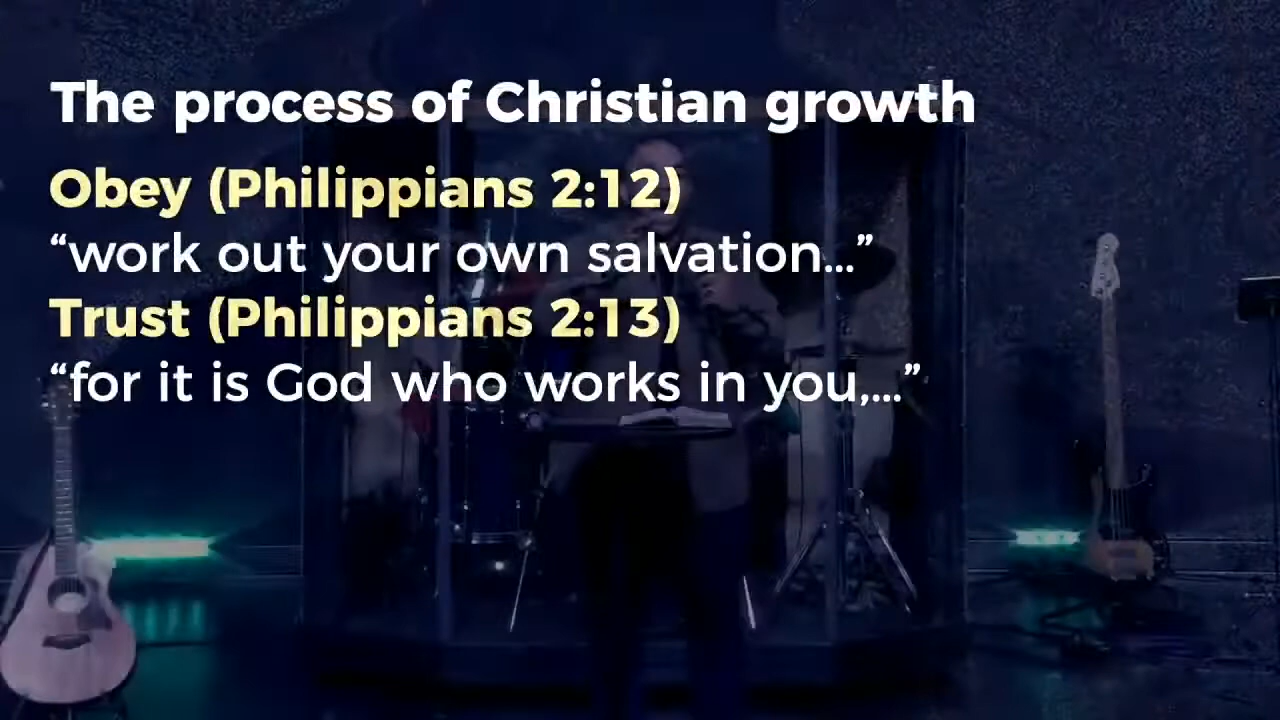 The process of Christian growth
Obey (Philippians 2:12)
“work out your own salvation...”
Trust (Philippians 2:13)
“for it is God who works in you,...”